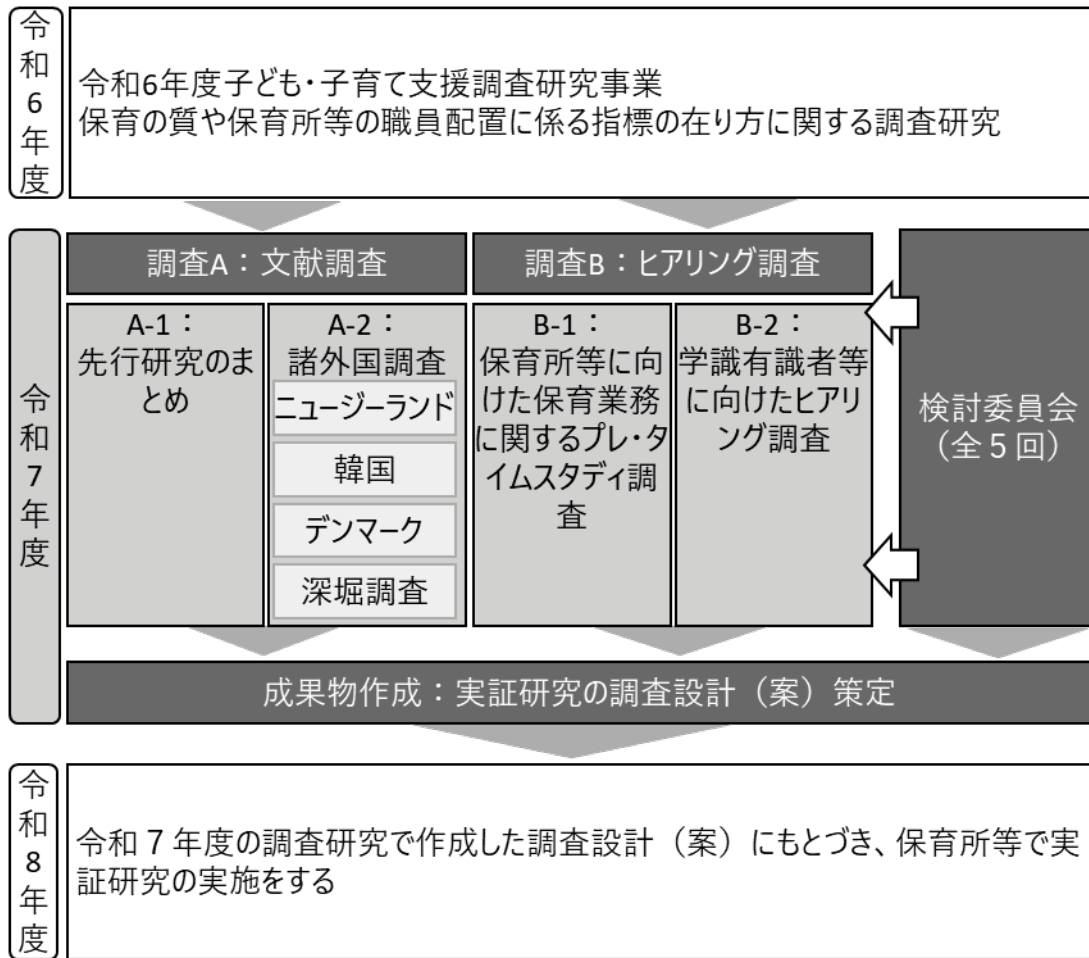 令和6年度
令和6年度子ども・子育て支援調査研究事業
保育の質や保育所等の職員配置に係る指標の在り方に関する調査研究
令和7年度
調査A：文献調査
A-1：
先行研究のま
とめ
A-2：
諸外国調査
ニュージーランド
韓国
デンマーク
深堀調査
調査B：ヒアリング調査
B-1：
保育所等に向
けた保育業務
に関するプレ・タ
イムスタディ調
査
B-2：
学識有識者等
に向けたヒアリ
ング調査
検討委員会
（全５回）
成果物作成：実証研究の調査設計（案）策定
令和8年度
令和７年度の調査研究で作成した調査設計（案）にもとづき、保育所等で実
証研究の実施をする